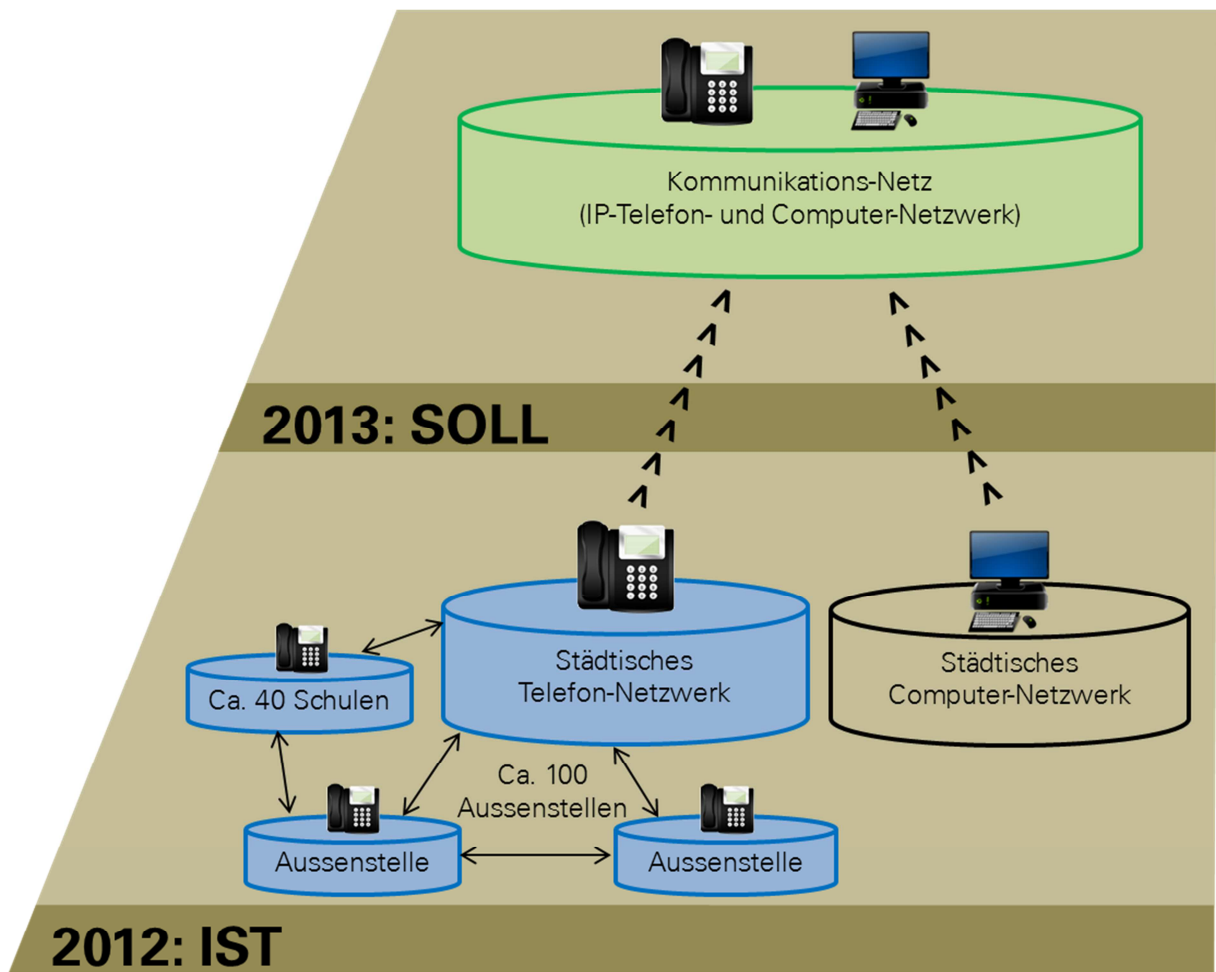 Kommunikations-Netz
(IP-Telefon- und Computer-Netzwerk)
2013: SOLL
Städtisches
Telefon-Netzwerk
Städtisches
Computer-Netzwerk
Ca. 40 Schulen
Ca. 100
Aussenstellen
Aussenstelle
Aussenstelle
2012: IST